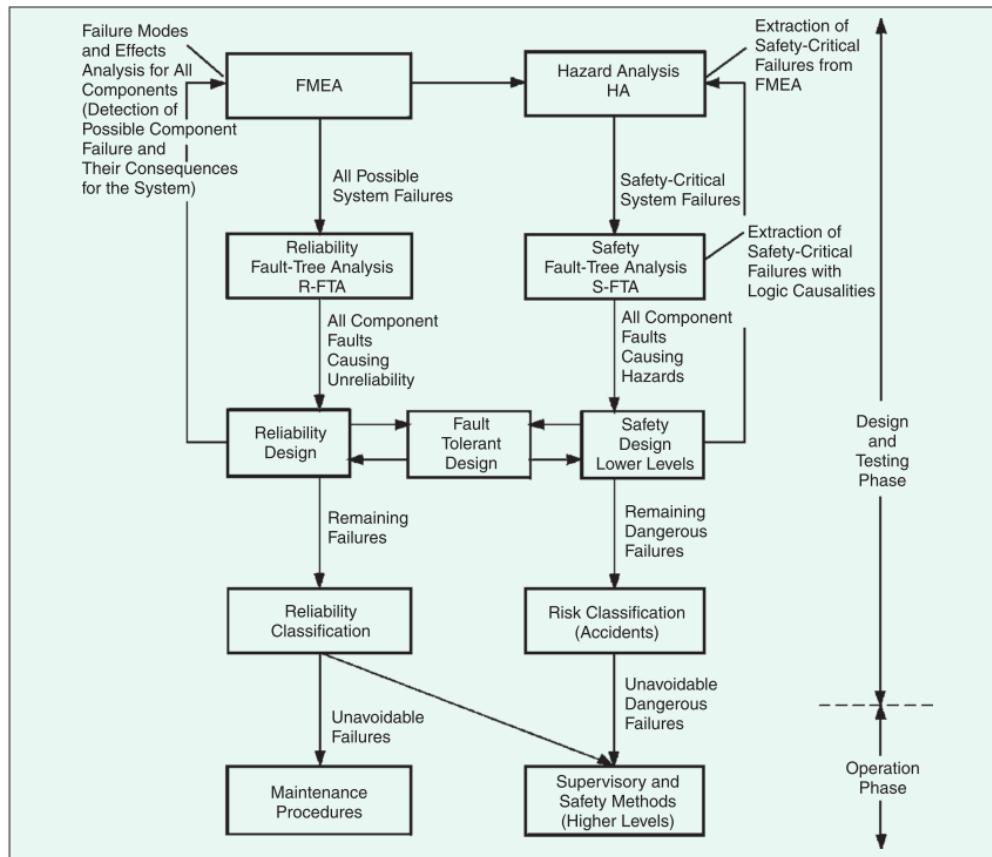 Failure Modes
and Effects
Analysis for All
Components
(Detection of
Possible Component
Failure and
Their Consequences
for the System)
FMEA
Hazard Analysis
HA
Extraction of
Safety-Critical
Failures from
FMEA
All Possible
System Failures
Safety-Critical
System Failures
Reliability
Fault-Tree Analysis
R-FTA
Safety
Fault-Tree Analysis
S-FTA
Extraction of
Safety-Critical
Failures with
Logic Causalities
All Component
Faults
Causing
Unreliability
All Component
Faults
Causing
Hazards
Reliability
Design
Fault
Tolerant
Design
Safety
Design
Lower Levels
Design
and
Testing
Phase
Remaining
Failures
Remaining
Dangerous
Failures
Reliability
Classification
Risk Classification
(Accidents)
Unavoidable
Failures
Unavoidable
Dangerous
Failures
Maintenance
Procedures
Supervisory and
Safety Methods
(Higher Levels)
Operation
Phase